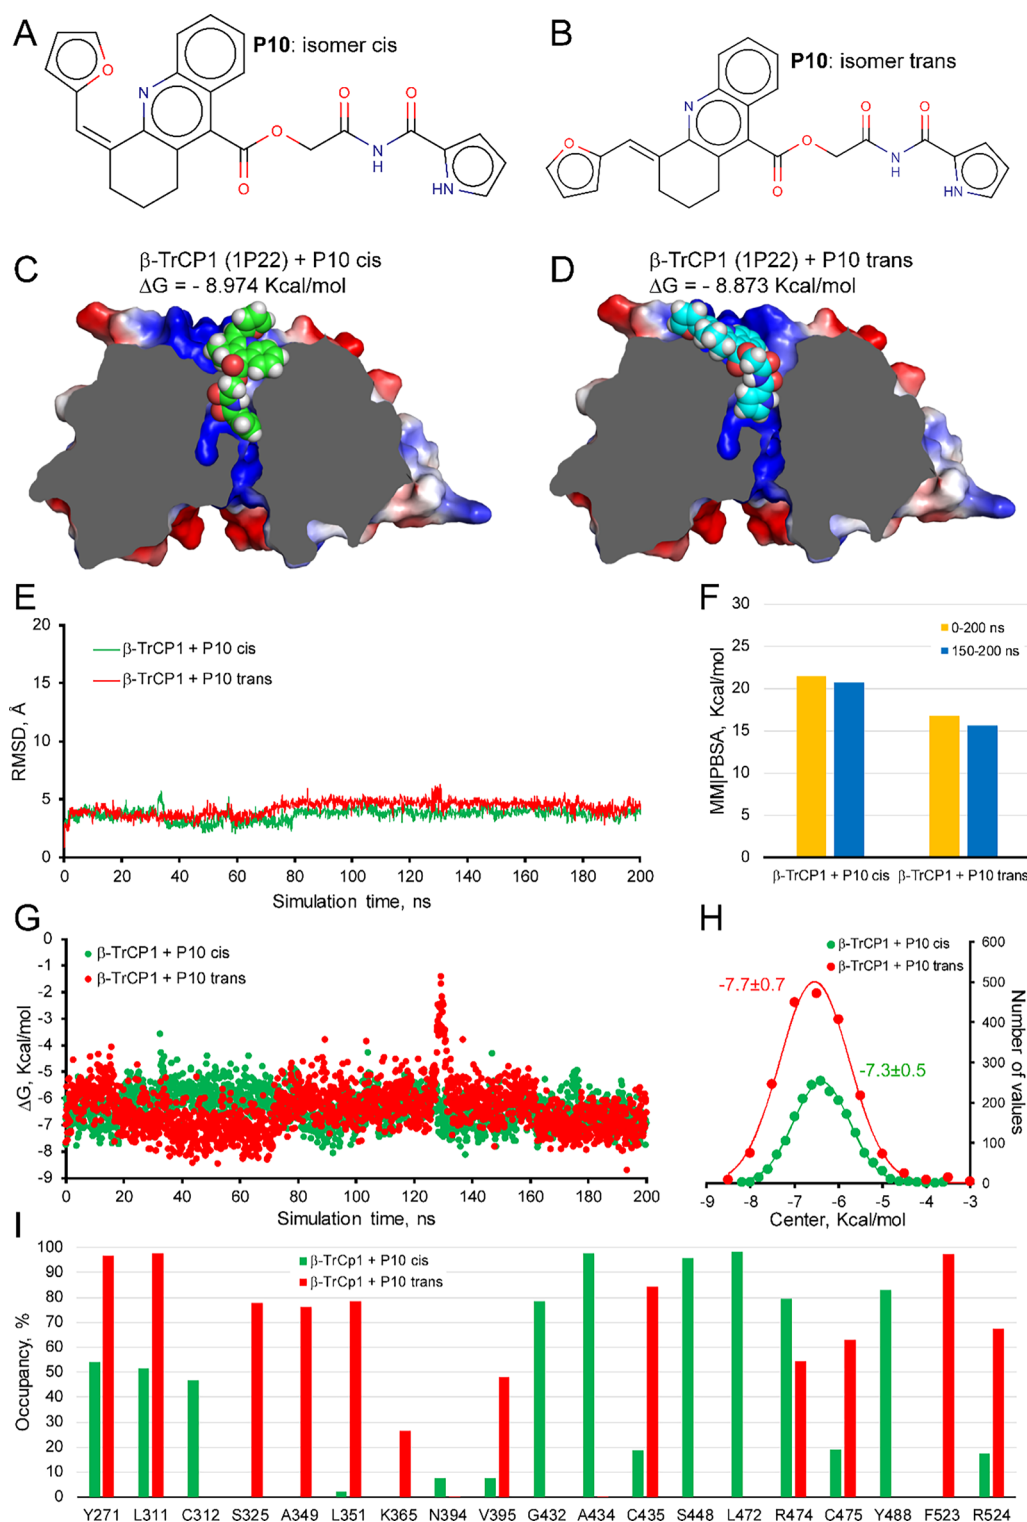 A
P10: isomer cis
O
N
O
O
O
O
N
H
HN
B
P10: isomer trans
O
N
O
O
O
O
N
H
HN
C
β-TrCP1 (1P22) + P10 cis
ΔG = - 8.974 Kcal/mol
D
β-TrCP1 (1P22) + P10 trans
ΔG = - 8.873 Kcal/mol
E
20
15
10
5
0
RMSD, Å
β-TrCP1 + P10 cis
β-TrCP1 + P10 trans
0 20 40 60 80 100 120 140 160 180 200
Simulation time, ns
F
30
25
20
15
10
5
0
MM|PBSA, Kcal/mol
0-200 ns
150-200 ns
β-TrCP1 + P10 cis β-TrCP1 + P10 trans
G
0
-1
-2
-3
-4
-5
-6
-7
-8
-9
ΔG, Kcal/mol
β-TrCP1 + P10 cis
β-TrCP1 + P10 trans
0 20 40 60 80 100 120 140 160 180 200
Simulation time, ns
H
β-TrCP1 + P10 cis
β-TrCP1 + P10 trans
-7.7±0.7
-7.3±0.5
600
500
400
300
200
100
0
Number of values
-9 -8 -7 -6 -5 -4 -3
Center, Kcal/mol
I
100
90
80
70
60
50
40
30
20
10
0
Occupancy, %
β-TrCp1 + P10 cis
β-TrCp1 + P10 trans
Y271 L311 C312 S325 A349 L351 K365 N394 V395 G432 A434 C435 S448 L472 R474 C475 Y488 F523 R524